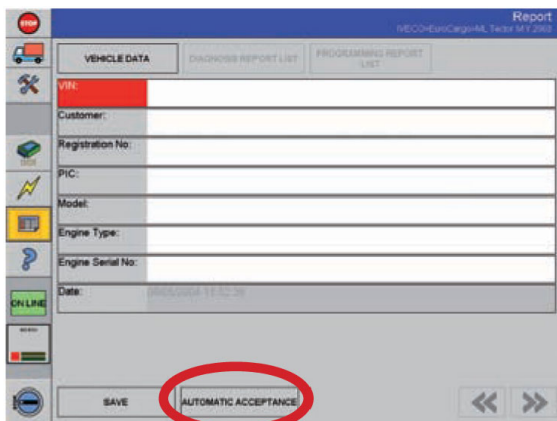 Report
STOP
IVECO>EuroCargo>ML Tector M.Y.2003
VEHICLE DATA
DIAGNOSIS REPORT LIST
PROGRAMMING REPORT
LIST
VIN:
Customer:
Registration No:
PIC:
Model:
Engine Type:
Engine Serial No:
Date:
ON LINE
SAVE
AUTOMATIC ACCEPTANCE